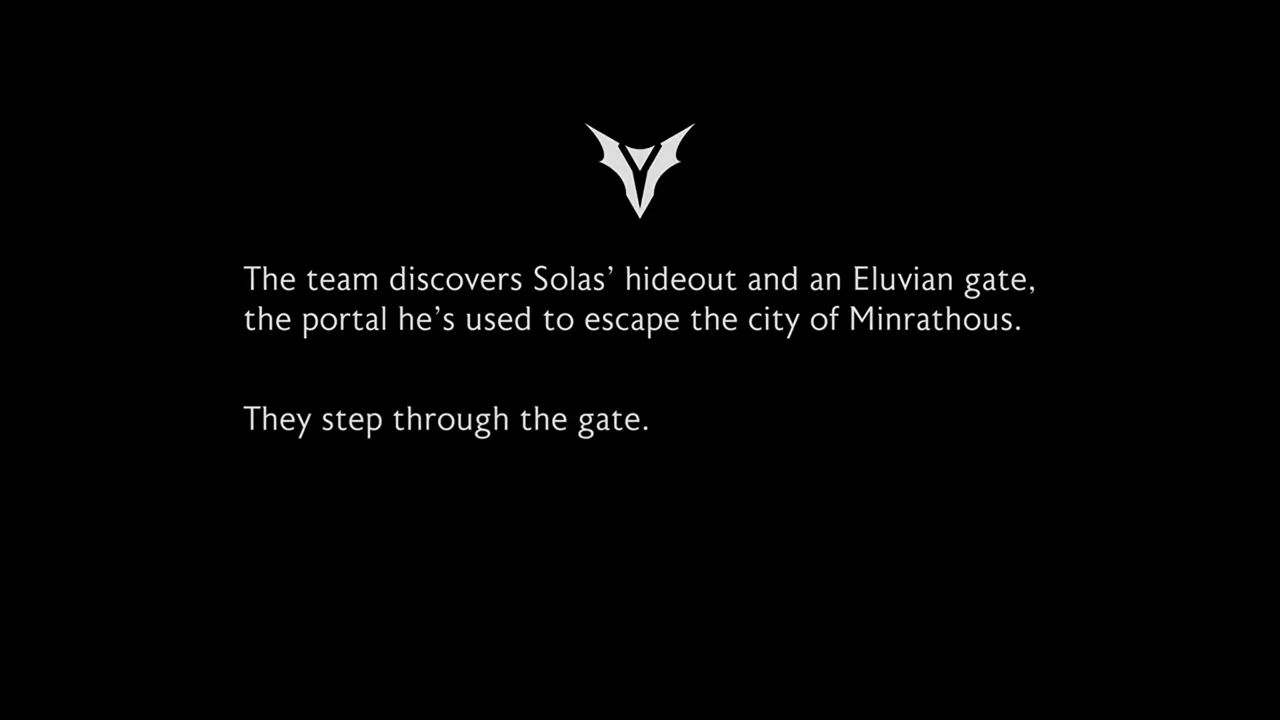 The team discovers Solas’ hideout and an Eluvian gate,
the portal he’s used to escape the city of Minrathous.
They step through the gate.